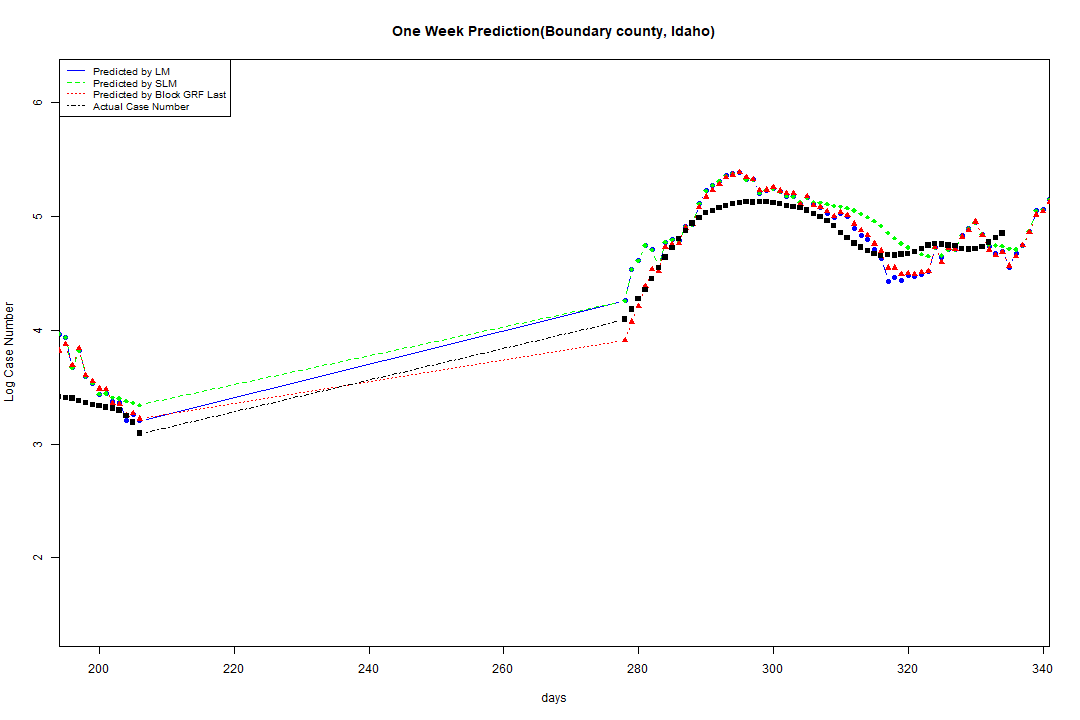 One Week Prediction(Boundary county, Idaho)
Predicted by LM
Predicted by SLM
Predicted by Block GRF Last
Actual Case Number
6
5
4
3
2
Log Case Number
200 220 240 260 280 300 320 340
days